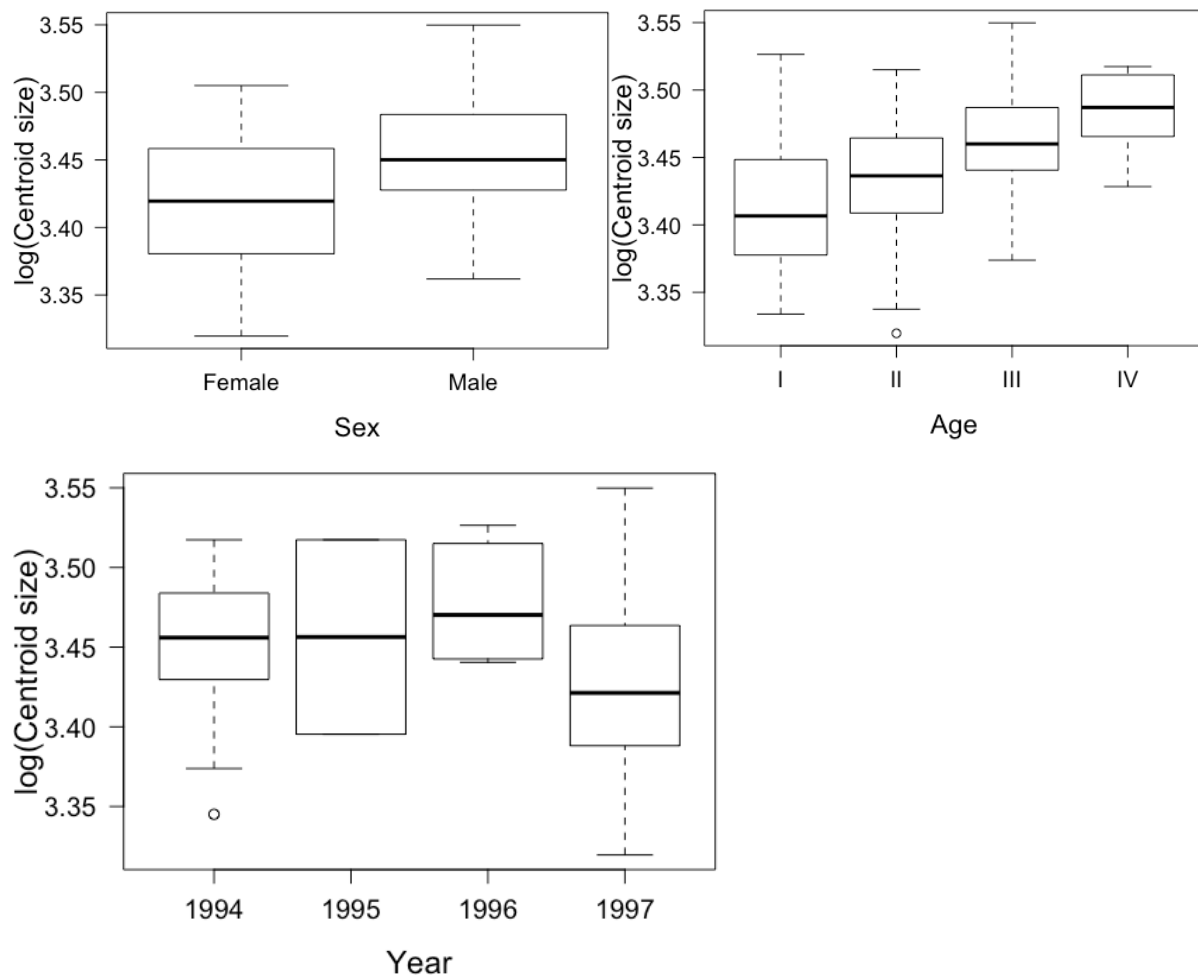 log(Centroid size)
3.55
3.50
3.45
3.40
3.35
Female Male
Sex
log(Centroid size)
3.55
3.50
3.45
3.40
3.35
I II III IV
Age
log(Centroid size)
3.55
3.50
3.45
3.40
3.35
1994 1995 1996 1997
Year